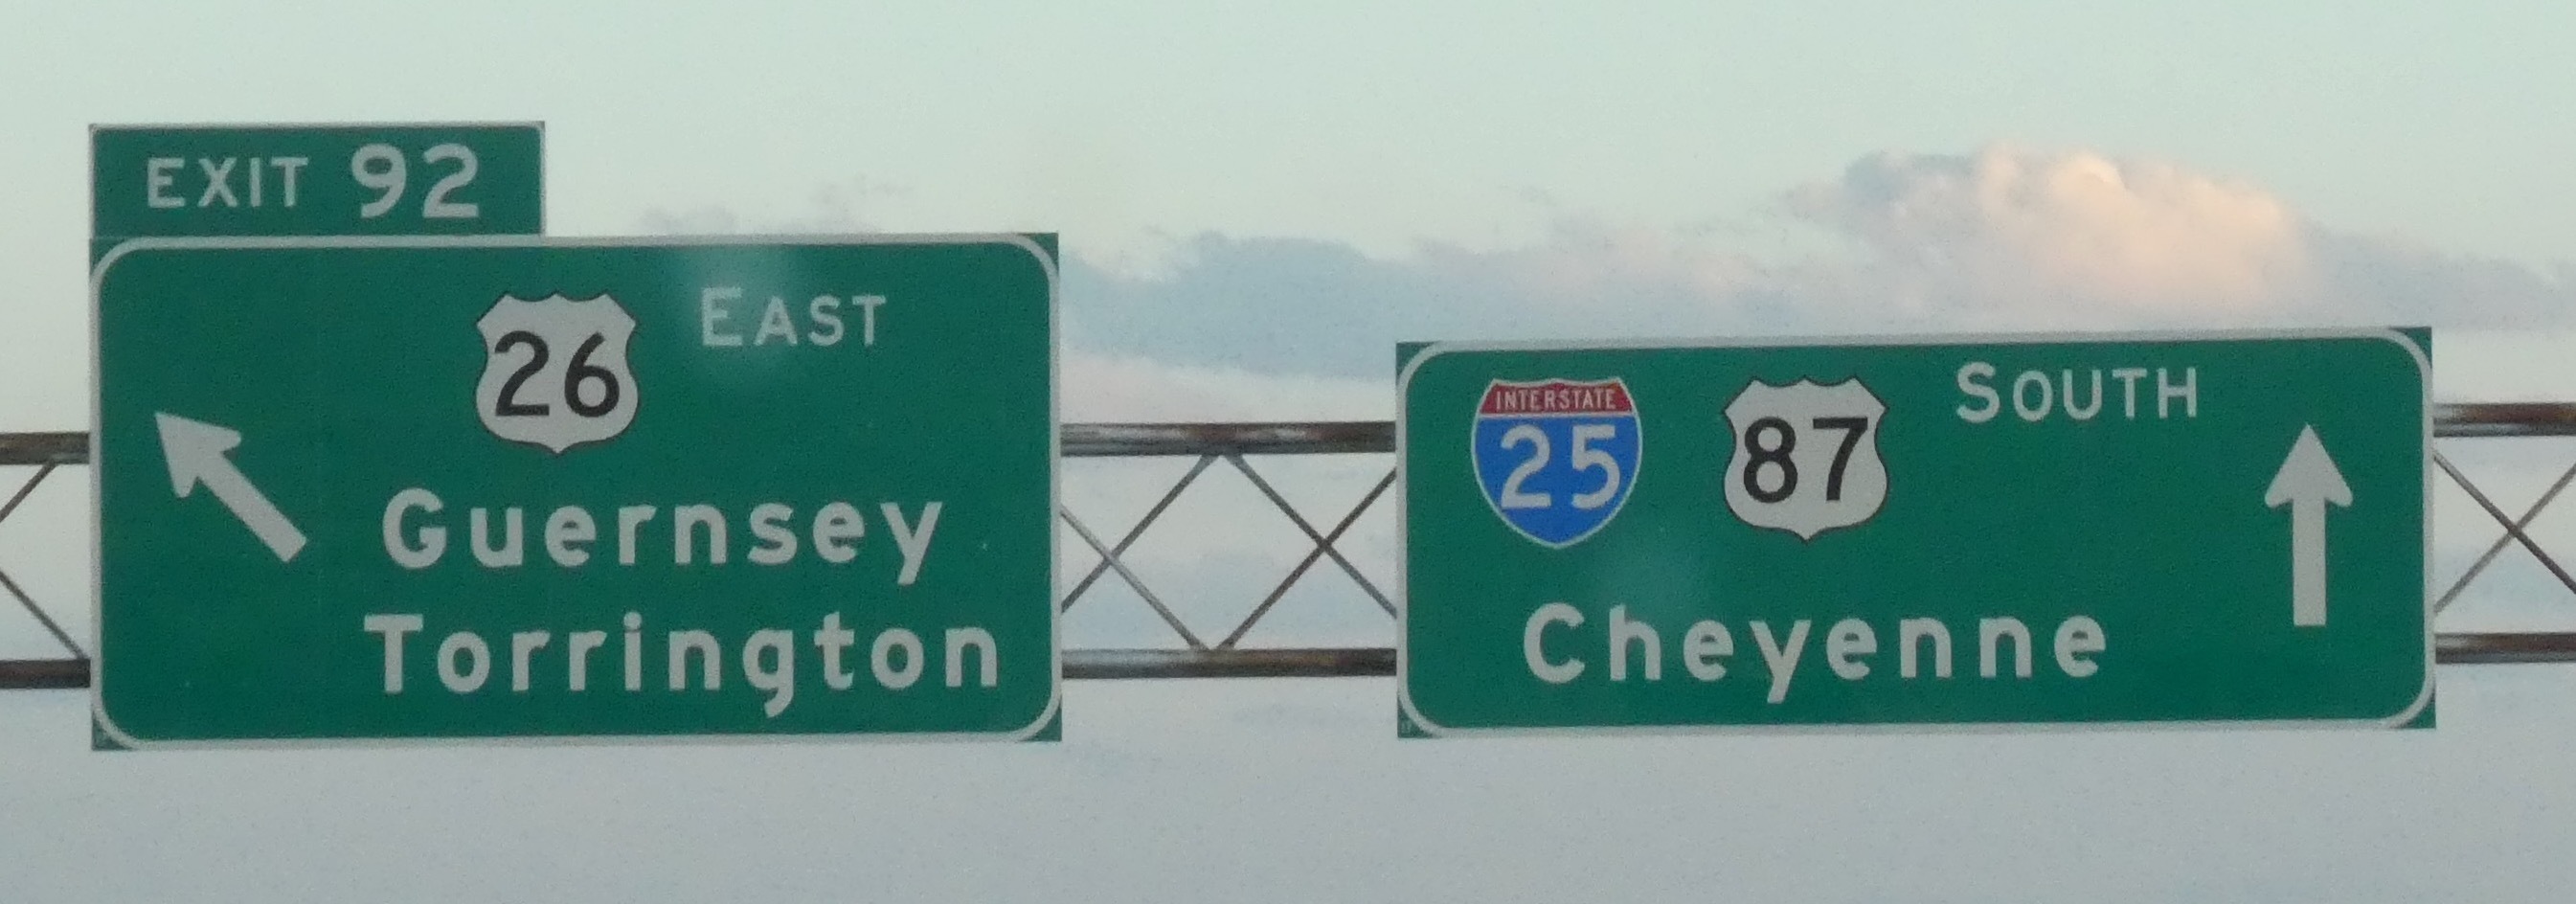 EXIT 92
26 EAST
Guernsey
Torrington
INTERSTATE
25 87 SOUTH
Cheyenne